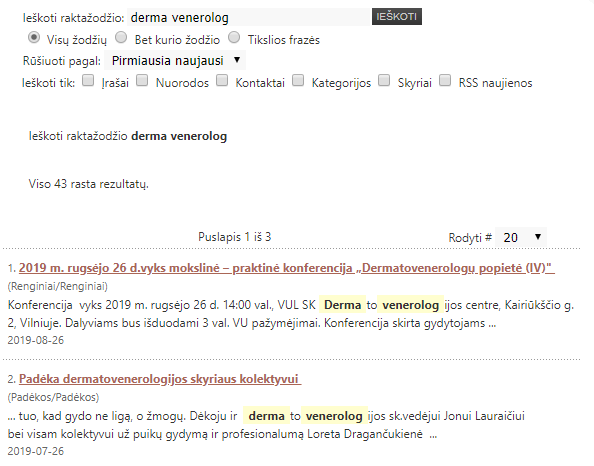 Ieškoti raktažodžio: derma venerolog IEŠKOTI
Visų žodžių Bet kurio žodžio Tikslios frazės
Rūšiuoti pagal: Pirmiausia naujausi
Ieškoti tik: Įrašai Nuorodos Kontaktai Kategorijos Skyriai RSS naujienos
Ieškoti raktažodžio derma venerolog
Viso 43 rasta rezultatų.
Puslapis 1 iš 3 Rodyti # 20
1. 2019 m. rugsėjo 26 d.vyks mokslinė – praktinė konferencija „Dermatovenerologų popietė (IV)"
(Renginiai/Renginiai)
Konferencija vyks 2019 m. rugsėjo 26 d. 14:00 val., VUL SK Derma to venerolog ijos centre, Kairiūkščio g.
2, Vilniuje. Dalyviams bus išduodami 3 val. VU pažymėjimai. Konferencija skirta gydytojams ...
2019-08-26
2. Padėka dermatovenerologijos skyriaus kolektyvui
(Padėkos/Padėkos)
... tuo, kad gydo ne ligą, o žmogų. Dėkoju ir derma to venerolog ijos sk.vedėjui Jonui Lauraičiui
bei visam kolektyvui už puikų gydymą ir profesionalumą Loreta Dragančukienė ...
2019-07-26